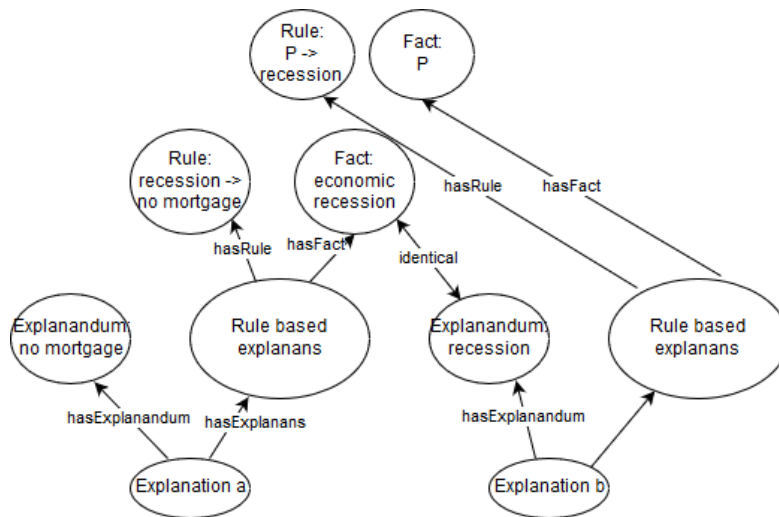 Rule:
P ->
recession
Fact:
P
Rule:
recession ->
no mortgage
Fact:
economic
recession
hasRule
hasFact
hasRule
hasFact
identical
Explanandum:
no mortgage
Rule based
explanans
Explanandum:
recession
Rule based
explanans
hasExplanandum
hasExplanans
hasExplanandum
Explanation a
Explanation b